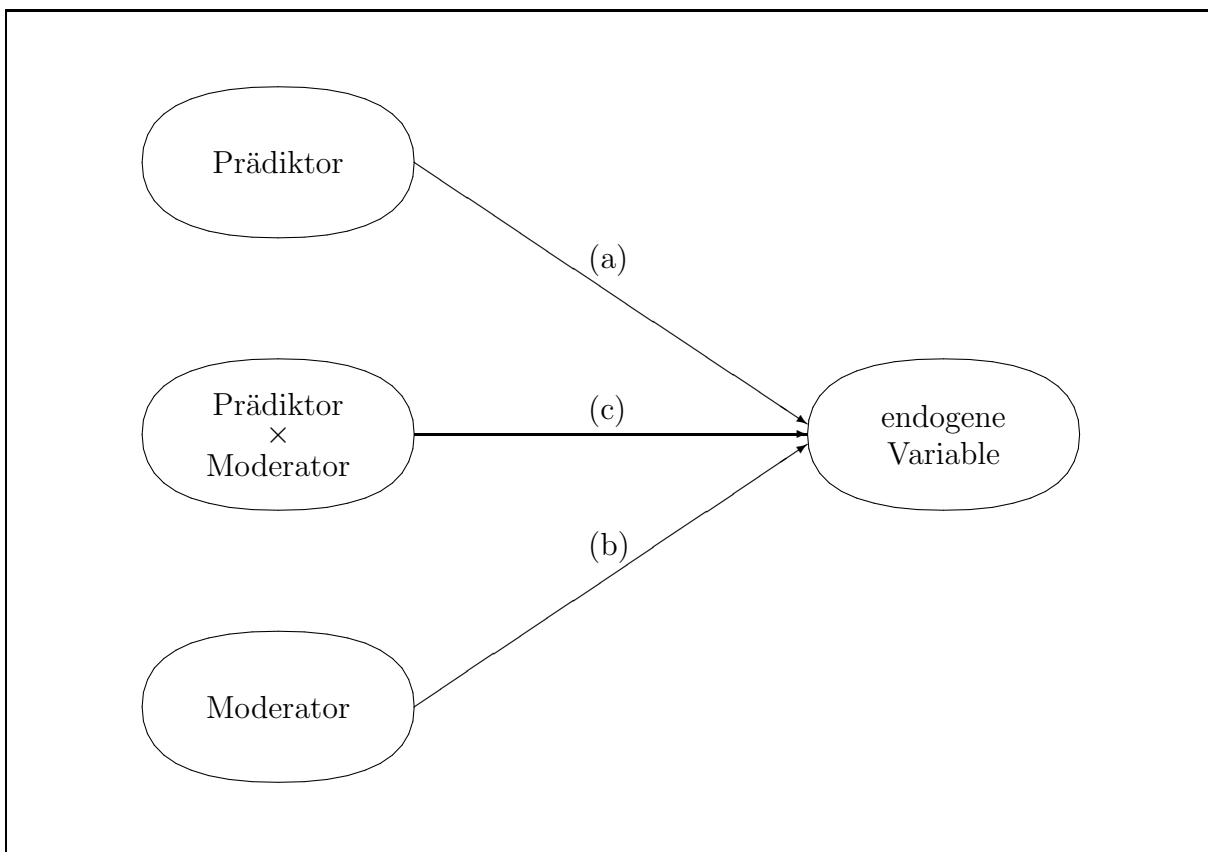 Prädiktor
(a)
Prädiktor
×
Moderator
(c)
endogene
Variable
(b)
Moderator